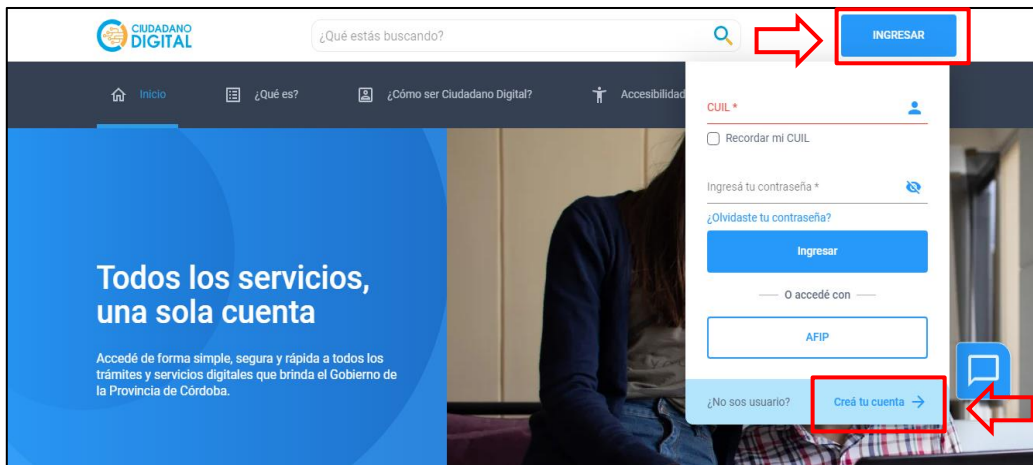 CIUDADANO
DIGITAL
¿Qué estás buscando?
INGRESAR
Inicio
¿Qué es?
¿Cómo ser Ciudadano Digital?
Accesibilidad
CUIL *
Recordar mi CUIL
Ingresá tu contraseña *
¿Olvidaste tu contraseña?
Ingresar
O accedé con
AFIP
¿No sos usuario?
Creá tu cuenta
Todos los servicios,
una sola cuenta
Accedé de forma simple, segura y rápida a todos los
trámites y servicios digitales que brinda el Gobierno de
la Provincia de Córdoba.